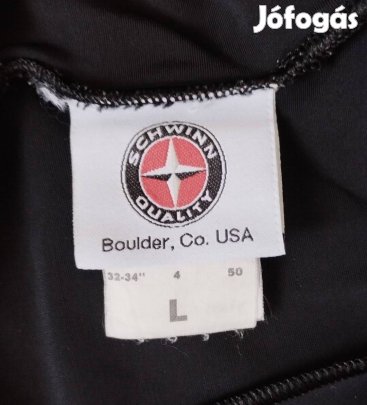 Jófogás
SCHWINN
QUALITY
Boulder, Co. USA
32-34" 4 50
L